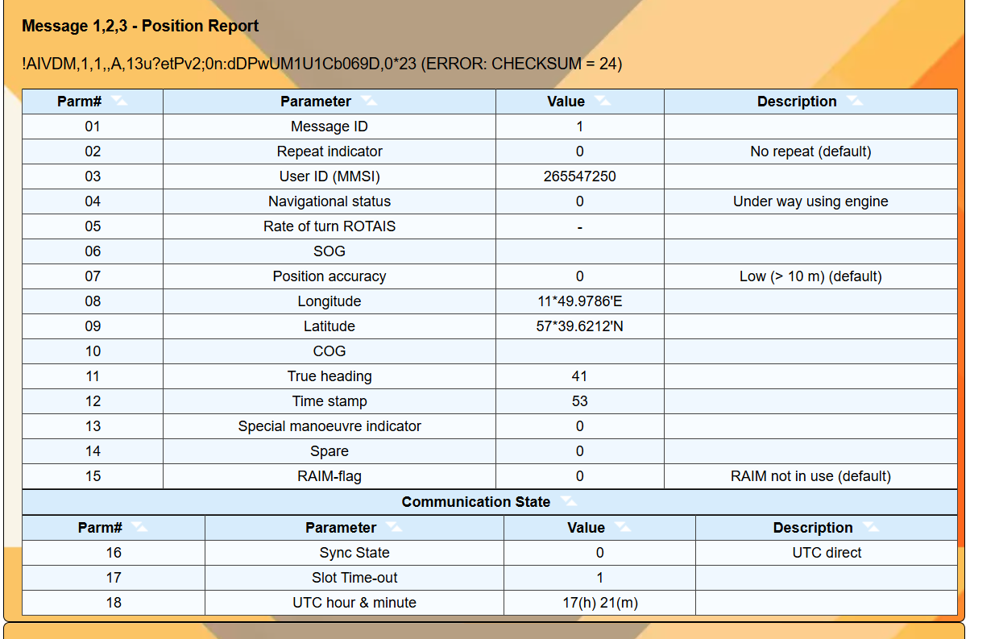 Message 1,2,3 - Position Report
!AIVDM,1,1,,A,13u?etPv2;0n:dDPwUM1U1Cb069D,0*23 (ERROR: CHECKSUM = 24)
Parm# Parameter Value Description
01 Message ID 1
02 Repeat indicator 0 No repeat (default)
03 User ID (MMSI) 265547250
04 Navigational status 0 Under way using engine
05 Rate of turn ROTAIS -
06 SOG
07 Position accuracy 0 Low (> 10 m) (default)
08 Longitude 11*49.9786'E
09 Latitude 57*39.6212'N
10 COG
11 True heading 41
12 Time stamp 53
13 Special manoeuvre indicator 0
14 Spare 0
15 RAIM-flag 0 RAIM not in use (default)
Communication State
Parm# Parameter Value Description
16 Sync State 0 UTC direct
17 Slot Time-out 1
18 UTC hour & minute 17(h) 21(m)